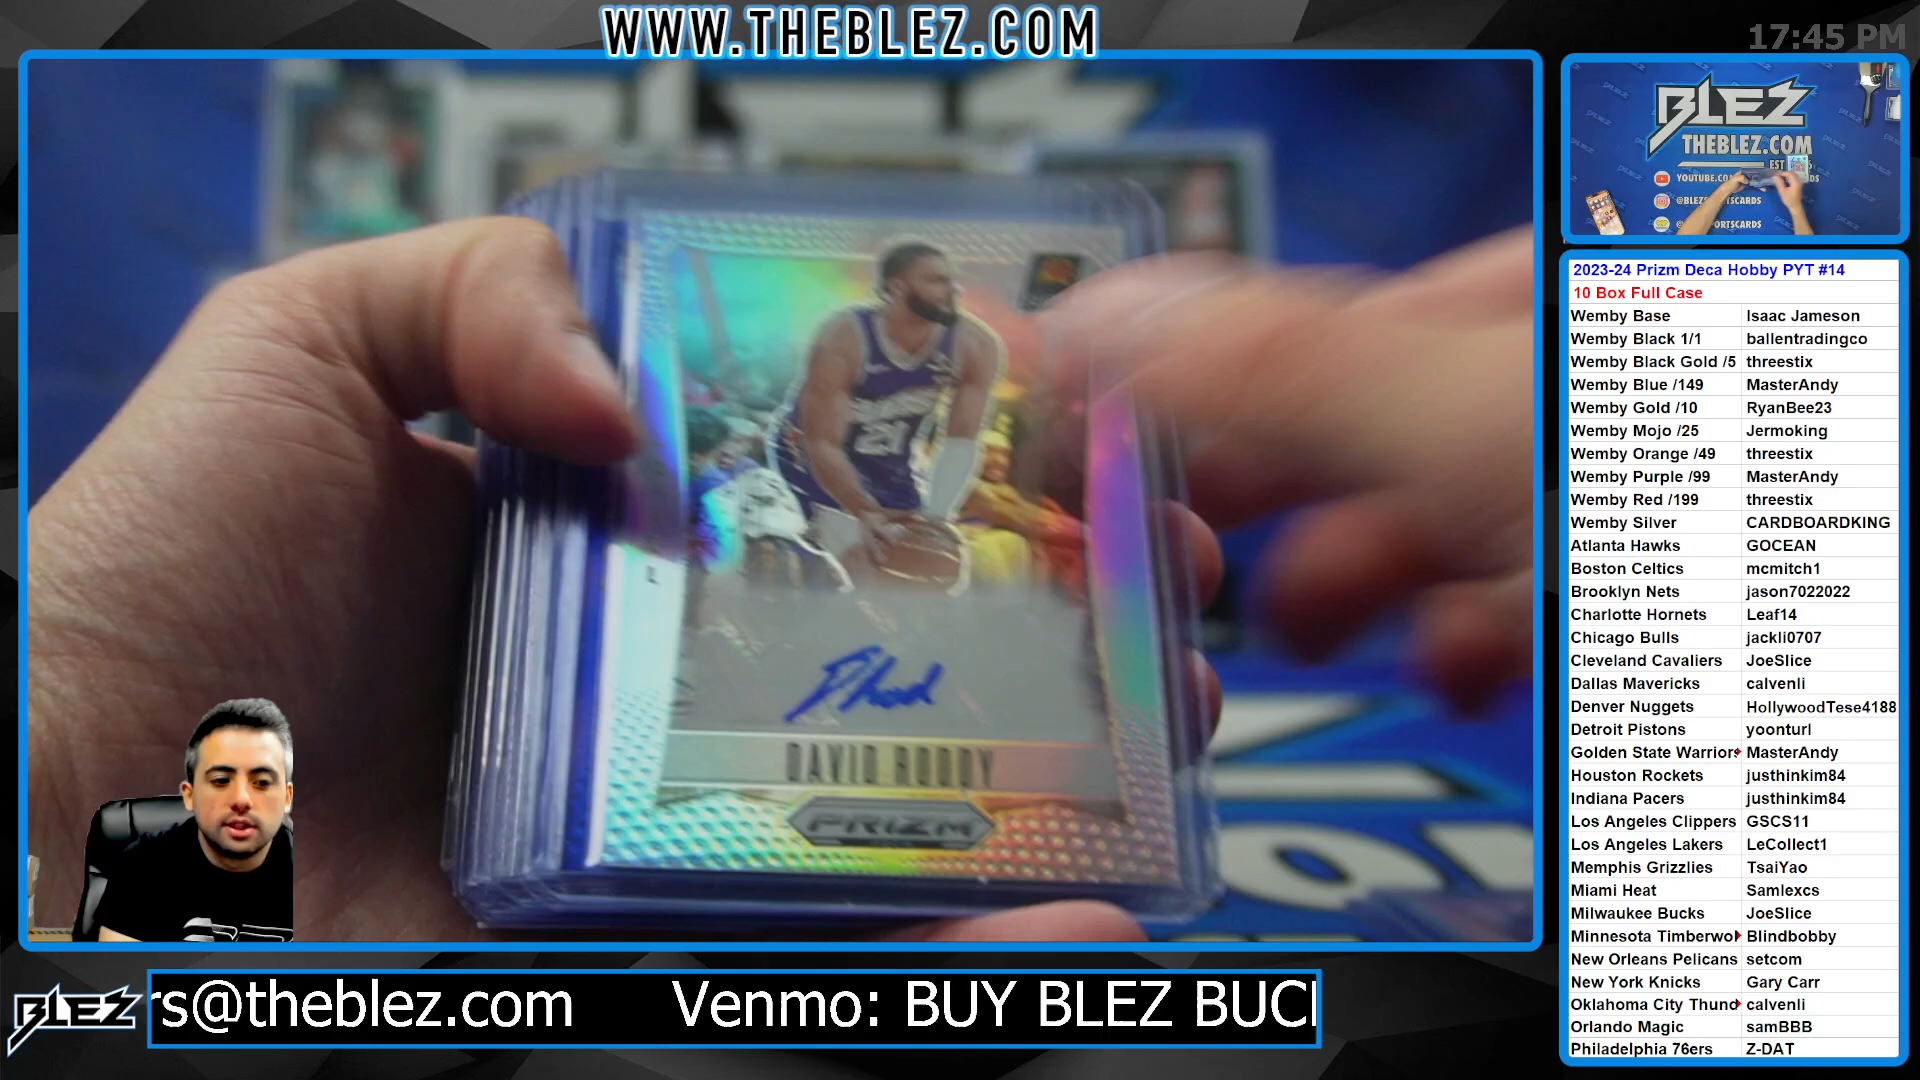 WWW.THEBLEZ.COM
17:45 PM
BLEZ
THEBLEZ.COM
EST
YOUTUBE.CO
@BLEZ
2023-24 Prizm Deca Hobby PYT #14
10 Box Full Case
Wemby Base Isaac Jameson
Wemby Black 1/1 ballentradingco
Wemby Black Gold /5 threestix
Wemby Blue /149 MasterAndy
Wemby Gold /10 RyanBee23
Wemby Mojo /25 Jermoking
Wemby Orange /49 threestix
Wemby Purple /99 MasterAndy
Wemby Red /199 threestix
Wemby Silver CARDBOARDKING
Atlanta Hawks GOCEAN
Boston Celtics mcmitch1
Brooklyn Nets jason7022022
Charlotte Hornets Leaf14
Chicago Bulls jackli0707
Cleveland Cavaliers JoeSlice
Dallas Mavericks calvenli
Denver Nuggets HollywoodTese4188
Detroit Pistons yoonturl
Golden State Warriors MasterAndy
Houston Rockets justhinkim84
Indiana Pacers justhinkim84
Los Angeles Clippers GSCS11
Los Angeles Lakers LeCollect1
Memphis Grizzlies TsaiYao
Miami Heat Samlexcs
Milwaukee Bucks JoeSlice
Minnesota Timberwol Blindbobby
New Orleans Pelicans setcom
New York Knicks Gary Carr
Oklahoma City Thund calvenli
Orlando Magic samBBB
Philadelphia 76ers Z-DAT
21
DAVID RODDY
PRIZM
BLEZ
rs@theblez.com Venmo: BUY BLEZ BUC